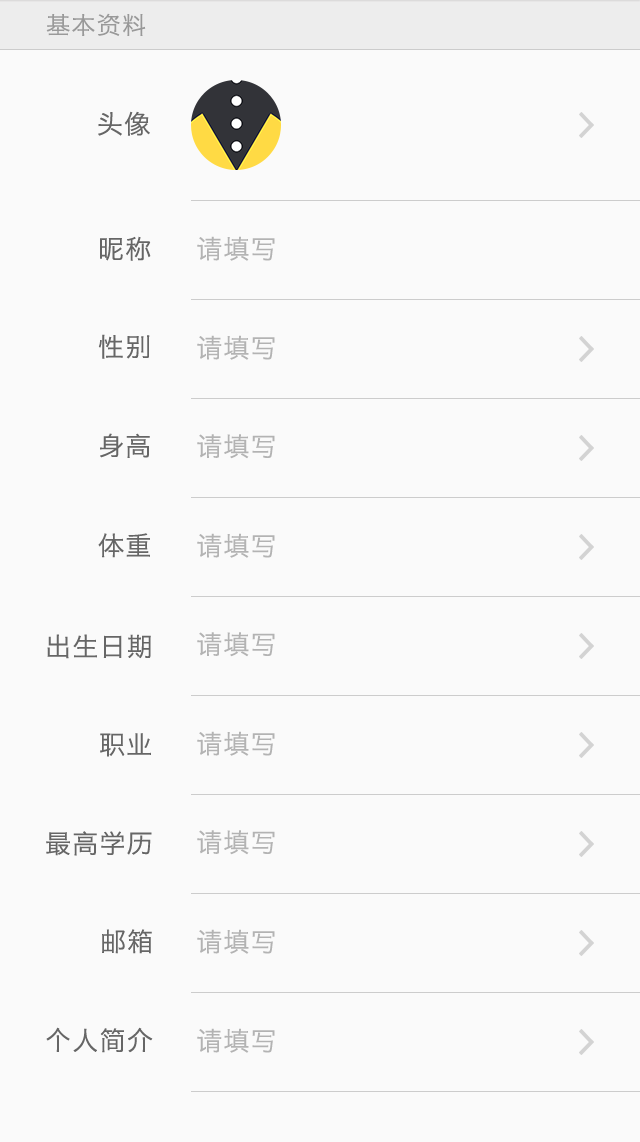 基本资料
头像
昵称 请填写
性别 请填写
身高 请填写
体重 请填写
出生日期 请填写
职业 请填写
最高学历 请填写
邮箱 请填写
个人简介 请填写